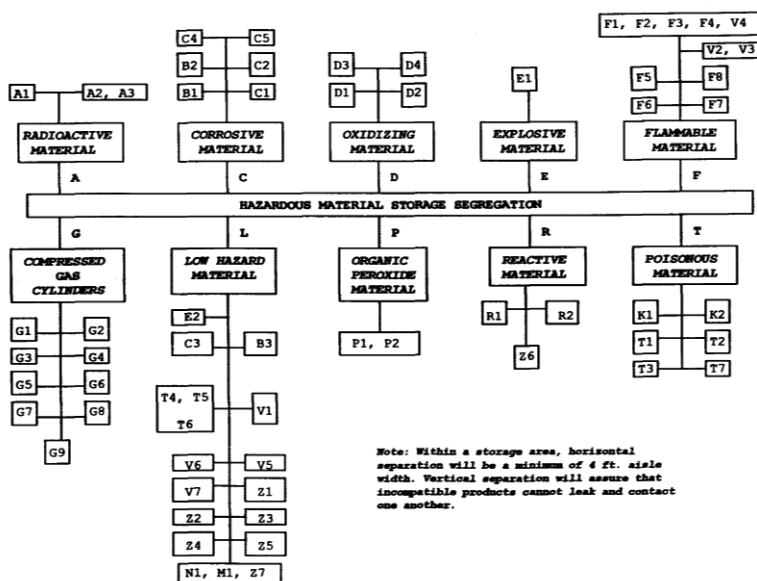 F1, F2, F3, F4, V4
C4 C5
V2, V3
B2 C2 D3 D4
E1 F5 F8
A1 A2, A3 B1 C1 D1 D2
F6 F7
RADIOACTIVE MATERIAL
CORROSIVE MATERIAL
OXIDIZING MATERIAL
EXPLOSIVE MATERIAL
FLAMMABLE MATERIAL
A C D E F
HAZARDOUS MATERIAL STORAGE SEGREGATION
G L P R T
COMPRESSED GAS CYLINDERS
LOW HAZARD MATERIAL
ORGANIC PEROXIDE MATERIAL
REACTIVE MATERIAL
POISONOUS MATERIAL
G1 G2
G3 G4
G5 G6
G7 G8
G9
E2
C3 B3
T4, T5
T6
V1
V6 V5
V7 Z1
Z2 Z3
Z4 Z5
N1, M1, Z7
P1, P2
R1 R2
Z6
K1 K2
T1 T2
T3 T7
Note: Within a storage area, horizontal
separation will be a minimum of 4 ft. aisle
width. Vertical separation will assure that
incompatible products cannot leak and contact
one another.